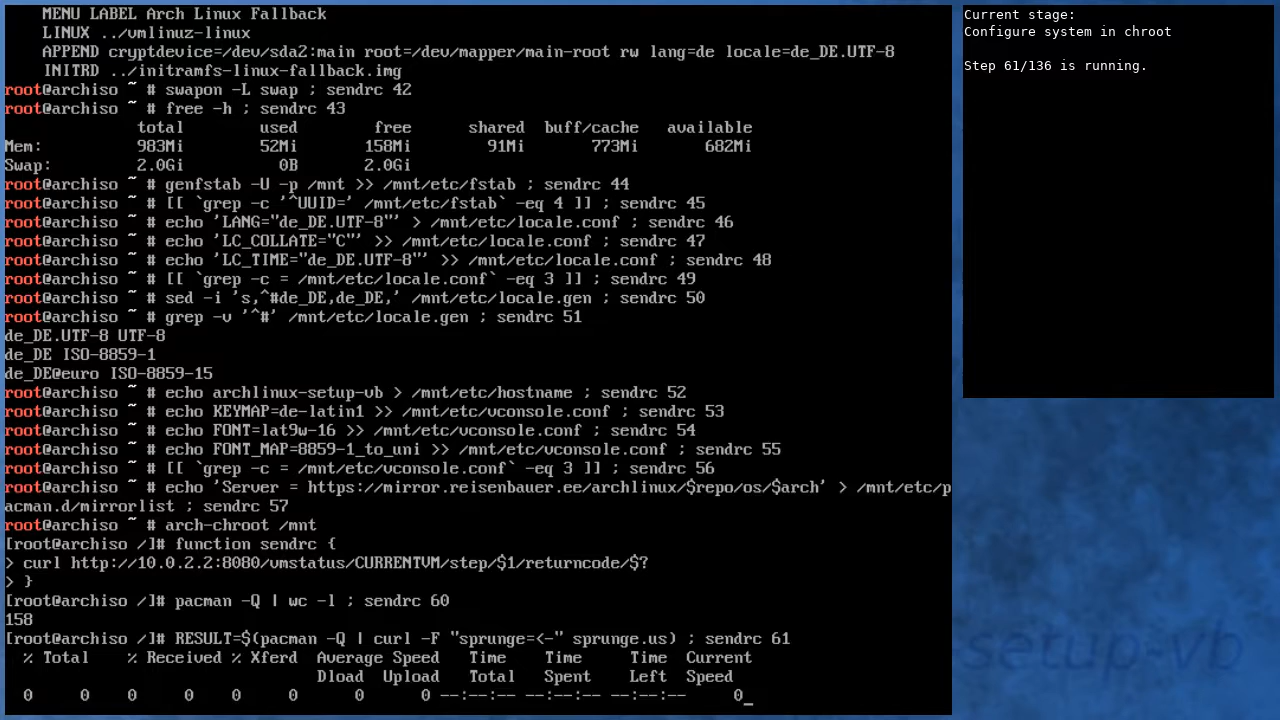 MENU LABEL Arch Linux Fallback
LINUX ../vmlinuz-linux
APPEND cryptdevice=/dev/sda2:main root=/dev/mapper/main-root rw lang=de locale=de_DE.UTF-8
INITRD ../initramfs-linux-fallback.img
root@archiso ~ # swapon -L swap ; sendrc 42
root@archiso ~ # free -h ; sendrc 43
total used free shared buff/cache available
Mem: 983Mi 52Mi 158Mi 91Mi 773Mi 682Mi
Swap: 2.0Gi 0B 2.0Gi
root@archiso ~ # genfstab -U -p /mnt >> /mnt/etc/fstab ; sendrc 44
root@archiso ~ # [[ `grep -c '^UUID=' /mnt/etc/fstab` -eq 4 ]] ; sendrc 45
root@archiso ~ # echo 'LANG="de_DE.UTF-8"' > /mnt/etc/locale.conf ; sendrc 46
root@archiso ~ # echo 'LC_COLLATE="C"' >> /mnt/etc/locale.conf ; sendrc 47
root@archiso ~ # echo 'LC_TIME="de_DE.UTF-8"' >> /mnt/etc/locale.conf ; sendrc 48
root@archiso ~ # [[ `grep -c = /mnt/etc/locale.conf` -eq 3 ]] ; sendrc 49
root@archiso ~ # sed -i 's,^#de_DE,de_DE,' /mnt/etc/locale.gen ; sendrc 50
root@archiso ~ # grep -v '^#' /mnt/etc/locale.gen ; sendrc 51
de_DE.UTF-8 UTF-8
de_DE ISO-8859-1
de_DE@euro ISO-8859-15
root@archiso ~ # echo archlinux-setup-vb > /mnt/etc/hostname ; sendrc 52
root@archiso ~ # echo KEYMAP=de-latin1 >> /mnt/etc/vconsole.conf ; sendrc 53
root@archiso ~ # echo FONT=lat9w-16 >> /mnt/etc/vconsole.conf ; sendrc 54
root@archiso ~ # echo FONT_MAP=8859-1_to_uni >> /mnt/etc/vconsole.conf ; sendrc 55
root@archiso ~ # [[ `grep -c = /mnt/etc/vconsole.conf` -eq 3 ]] ; sendrc 56
root@archiso ~ # echo 'Server = https://mirror.reisenbauer.ee/archlinux/$repo/os/$arch' > /mnt/etc/p
acman.d/mirrorlist ; sendrc 57
root@archiso ~ # arch-chroot /mnt
[root@archiso /]# function sendrc {
> curl http://10.0.2.2:8080/vmstatus/CURRENTVM/step/$1/returncode/$?
> }
[root@archiso /]# pacman -Q | wc -l ; sendrc 60
158
[root@archiso /]# RESULT=$(pacman -Q | curl -F "sprunge=<-" sprunge.us) ; sendrc 61
% Total % Received % Xferd Average Speed Time Time Time Current
Dload Upload Total Spent Left Speed
0 0 0 0 0 0 0 0 --:--:-- --:--:-- --:--:-- 0_
Current stage:
Configure system in chroot
Step 61/136 is running.
setup-vb